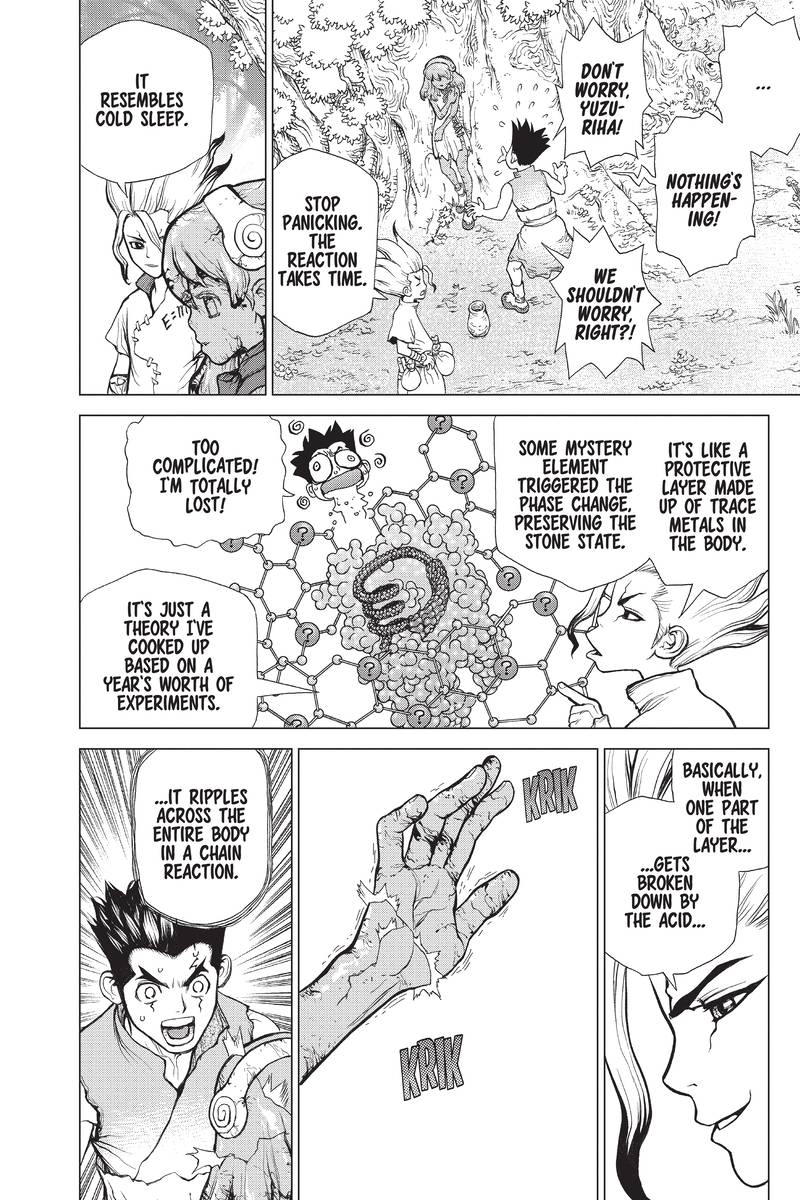 ...
DON'T
WORRY,
YUZU-
RIHA!
NOTHING'S
HAPPEN-
ING!
WE
SHOULDN'T
WORRY,
RIGHT?!
STOP
PANICKING.
THE
REACTION
TAKES TIME.
IT
RESEMBLES
COLD SLEEP.
IT'S LIKE A
PROTECTIVE
LAYER MADE
UP OF TRACE
METALS IN
THE BODY.
SOME MYSTERY
ELEMENT
TRIGGERED THE
PHASE CHANGE,
PRESERVING THE
STONE STATE.
TOO
COMPLICATED!
I'M TOTALLY
LOST!
?
?
?
?
?
?
?
?
IT'S JUST A
THEORY I'VE
COOKED UP
BASED ON A
YEAR'S WORTH OF
EXPERIMENTS.
BASICALLY,
WHEN
ONE PART
OF THE
LAYER...
...GETS
BROKEN
DOWN BY
THE ACID...
KRIK
KRIK
...IT RIPPLES
ACROSS THE
ENTIRE BODY
IN A CHAIN
REACTION.